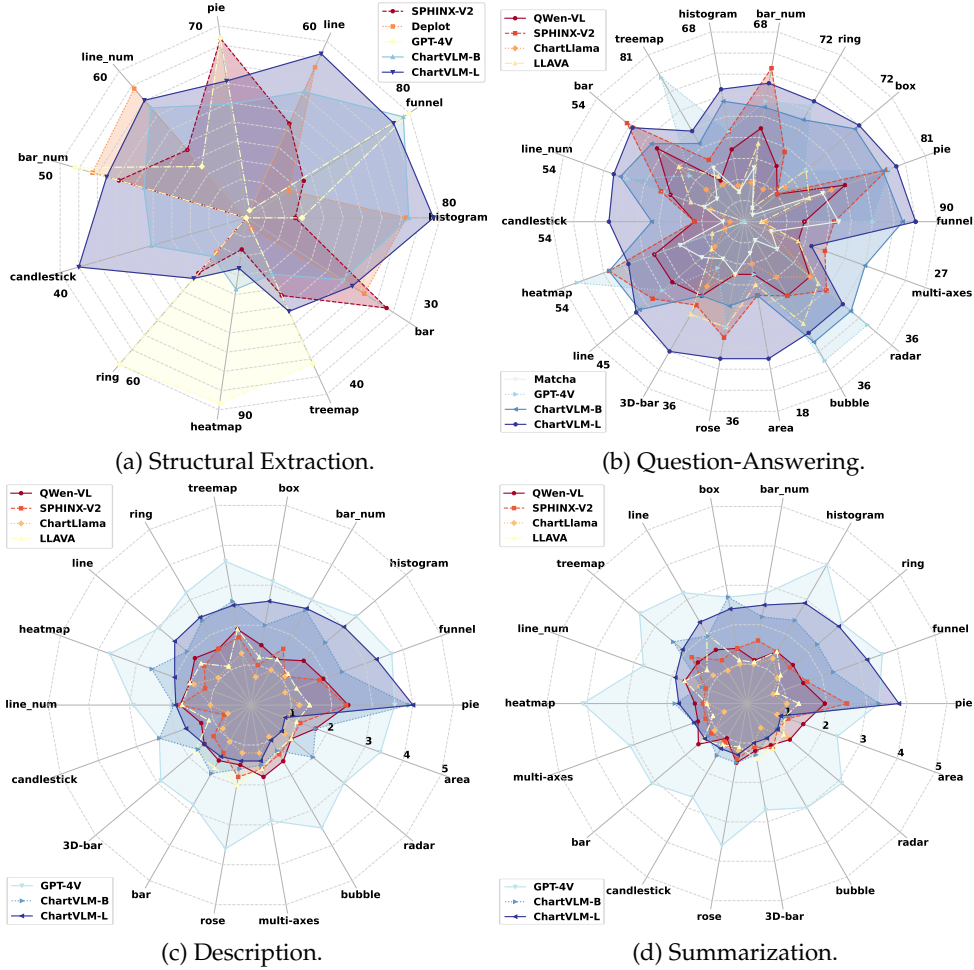 pie
70
60
line
SPHINX-V2
Deplot
GPT-4V
ChartVLM-B
ChartVLM-L
line_num
60
80
funnel
bar_num
50
80
histogram
candlestick
40
30
bar
ring
60
90
heatmap
40
treemap
(a) Structural Extraction.
QWen-VL
SPHINX-V2
ChartLlama
LLAVA
histogram
68
bar_num
68
ring
72
box
72
treemap
81
bar
54
line_num
54
candlestick
54
heatmap
54
line
45
3D-bar
36
rose
36
area
18
bubble
36
radar
36
multi-axes
27
funnel
90
pie
81
Matcha
GPT-4V
ChartVLM-B
ChartVLM-L
(b) Question-Answering.
QWen-VL
SPHINX-V2
ChartLlama
LLAVA
treemap
box
bar_num
histogram
funnel
pie
area
radar
bubble
multi-axes
rose
bar
3D-bar
candlestick
line_num
heatmap
line
ring
1
2
3
4
5
GPT-4V
ChartVLM-B
ChartVLM-L
(c) Description.
QWen-VL
SPHINX-V2
ChartLlama
LLAVA
box
bar_num
histogram
ring
funnel
pie
area
radar
bubble
3D-bar
rose
candlestick
bar
multi-axes
heatmap
line_num
treemap
line
1
2
3
4
5
GPT-4V
ChartVLM-B
ChartVLM-L
(d) Summarization.